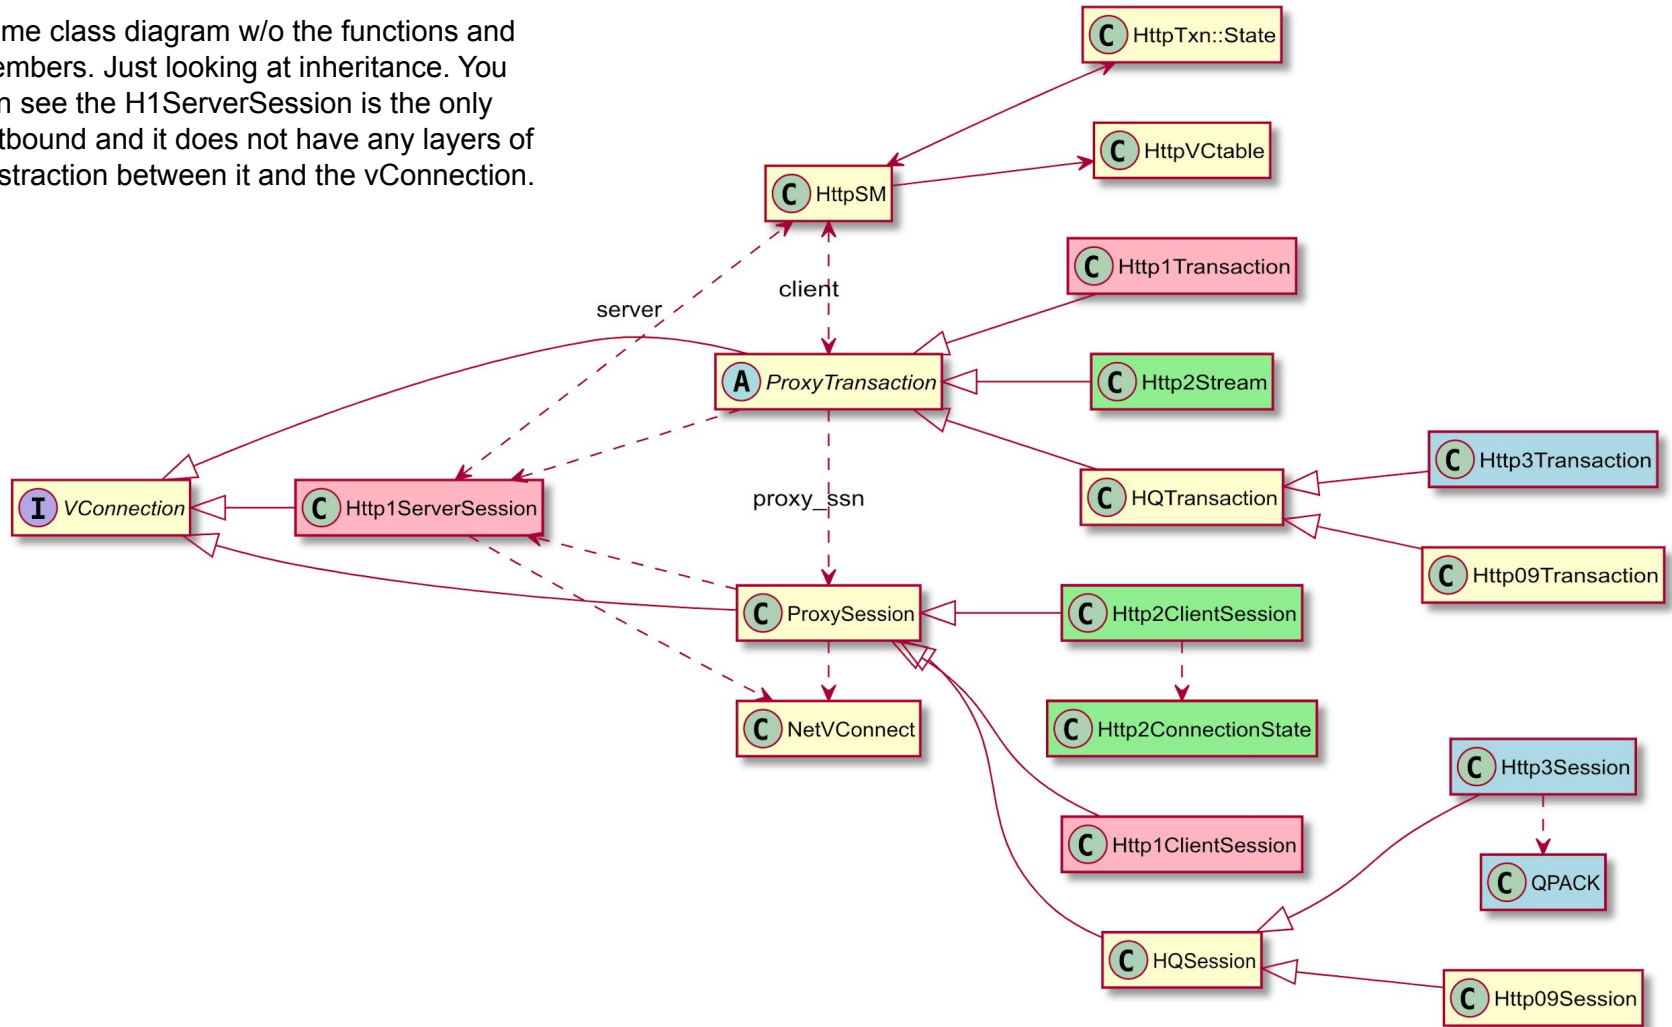 me class diagram w/o the functions and
embers. Just looking at inheritance. You
n see the H1ServerSession is the only
tbound and it does not have any layers of
straction between it and the vConnection.
C HttpTxn::State
C HttpVCtable
C HttpSM
C Http1Transaction
client
server
A ProxyTransaction
C Http2Stream
C Http3Transaction
I VConnection
C Http1ServerSession
proxy_ssn
C HQTransaction
C Http09Transaction
C ProxySession
C Http2ClientSession
C NetVConnect
C Http2ConnectionState
C Http3Session
C Http1ClientSession
C QPACK
C HQSession
C Http09Session